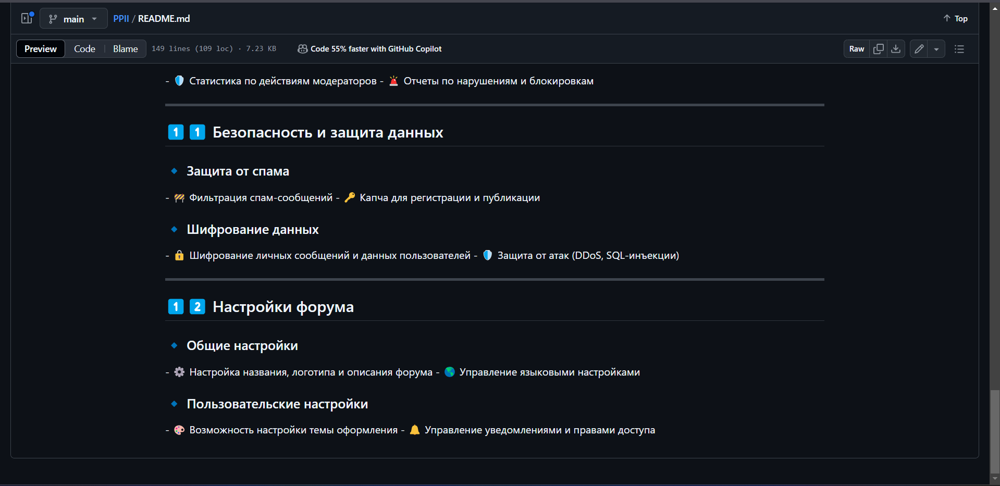 main
PPII / README.md
Top
Preview Code Blame 149 lines (109 loc) · 7.23 KB Code 55% faster with GitHub Copilot Raw
- 🛡️ Статистика по действиям модераторов - 🚨 Отчеты по нарушениям и блокировкам
1️⃣ 1️⃣ Безопасность и защита данных
🔹 Защита от спама
- 🚧 Фильтрация спам-сообщений - 🔑 Капча для регистрации и публикации
🔹 Шифрование данных
- 🔒 Шифрование личных сообщений и данных пользователей - 🛡️ Защита от атак (DDoS, SQL-инъекции)
1️⃣ 2️⃣ Настройки форума
🔹 Общие настройки
- ⚙️ Настройка названия, логотипа и описания форума - 🌎 Управление языковыми настройками
🔹 Пользовательские настройки
- 🎨 Возможность настройки темы оформления - 🔔 Управление уведомлениями и правами доступа